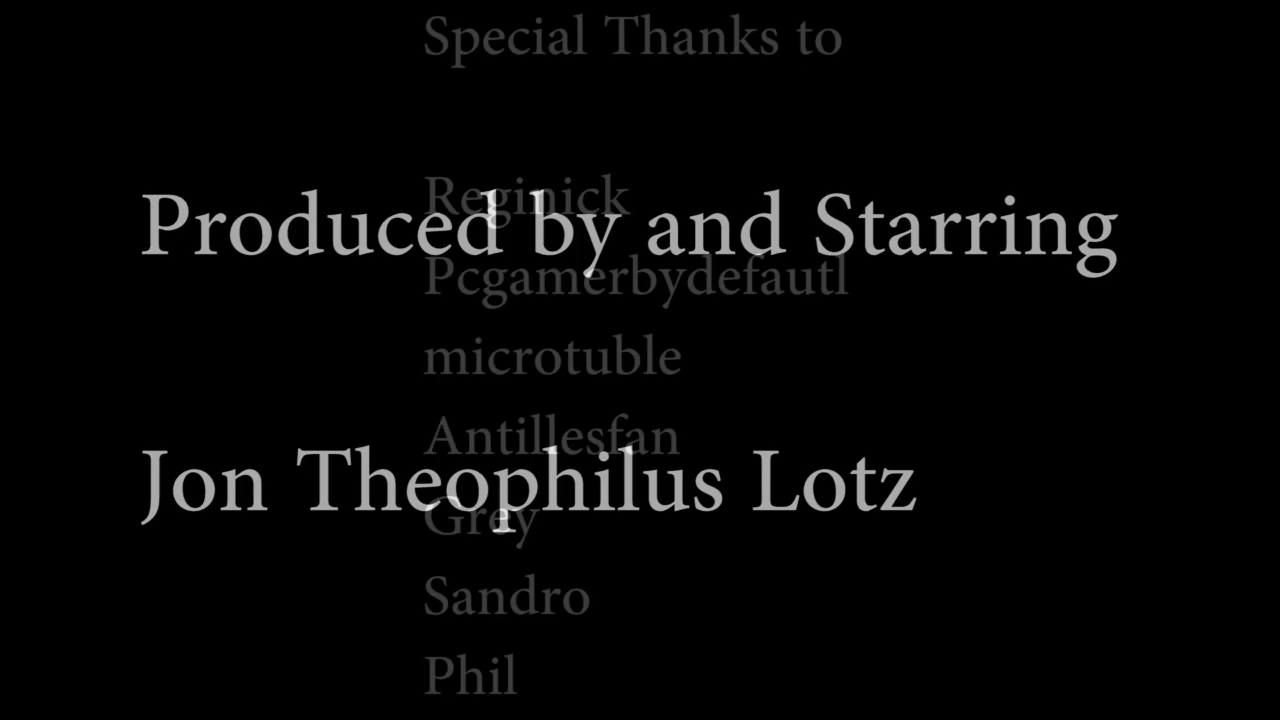 Special Thanks to
Reginick
Produced by and Starring
Pcgamerbydefautl
microtuble
Antillesfan
Jon Theophilus Lotz
Grey
Sandro
Phil